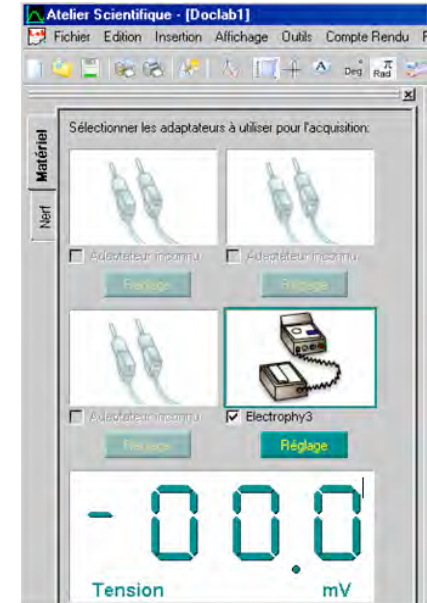 Atelier Scientifique - [Doclab1]
Fichier Edition Insertion Affichage Outils Compte Rendu F
Deg π Rad
Matériel
Nerf
Sélectionner les adaptateurs à utiliser pour l'acquisition:
Adaptateur inconnu Adaptateur inconnu
Réglage Réglage
Adaptateur inconnu Electrophy3
Réglage Réglage
- 00.0
Tension mV